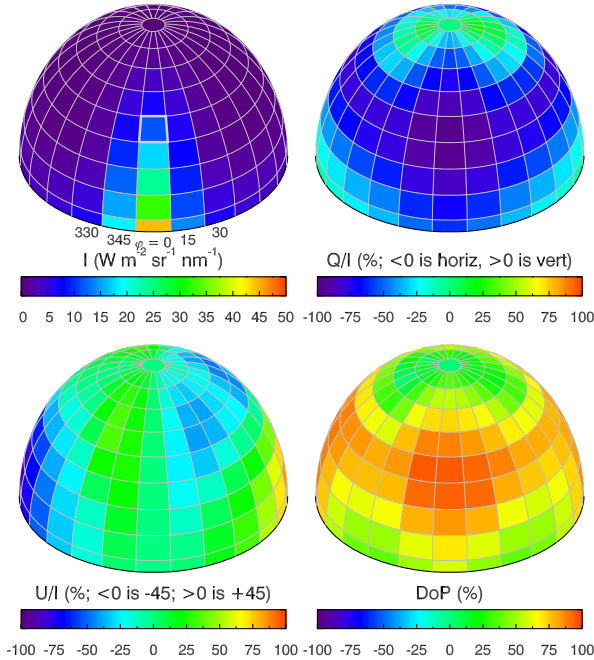 330 345 φ = 0 15 30
I (W m⁻² sr⁻¹ nm⁻¹)
0 5 10 15 20 25 30 35 40 45 50
Q/I (%; <0 is horiz, >0 is vert)
-100 -75 -50 -25 0 25 50 75 100
U/I (%; <0 is -45; >0 is +45)
-100 -75 -50 -25 0 25 50 75 100
DoP (%)
-100 -75 -50 -25 0 25 50 75 100